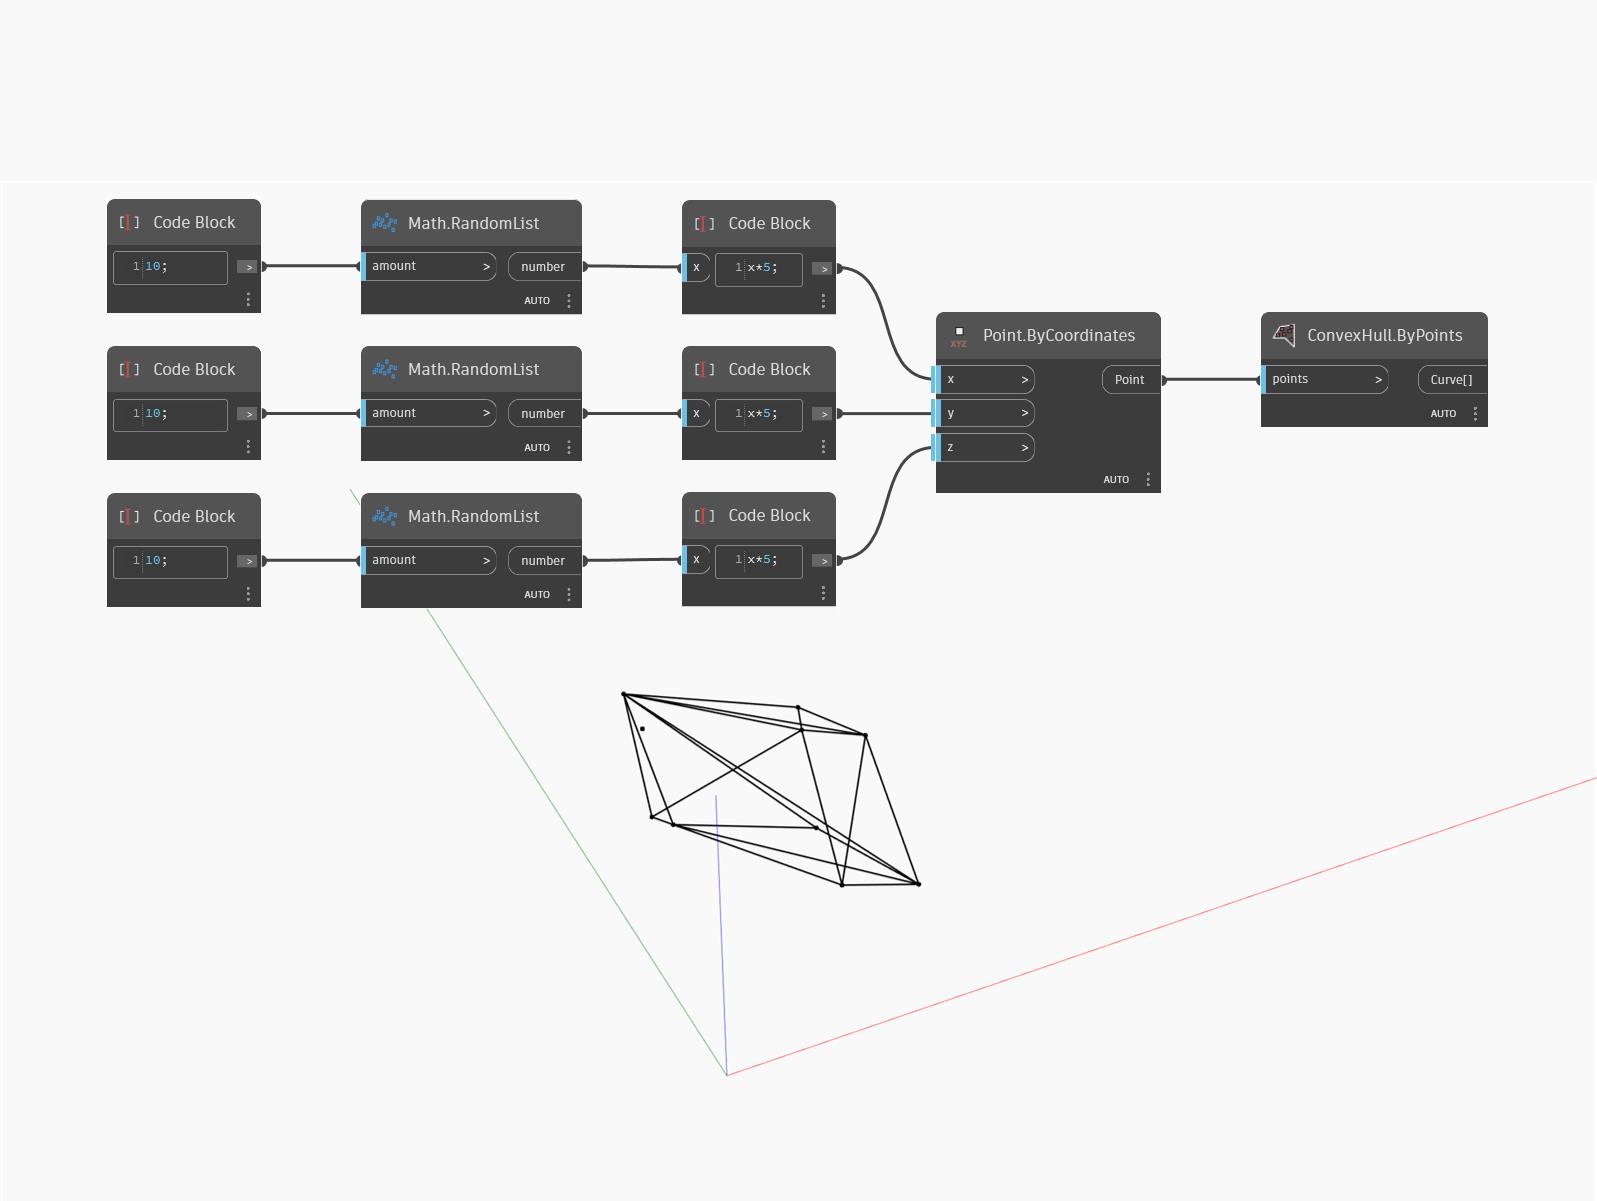 Code Block
1 10;
>
Math.RandomList
amount > number
AUTO
Code Block
x 1 x*5; >
Code Block
1 10;
>
Math.RandomList
amount > number
AUTO
Code Block
x 1 x*5; >
Code Block
1 10;
>
Math.RandomList
amount > number
AUTO
Code Block
x 1 x*5; >
XYZ
Point.ByCoordinates
x > Point
y >
z >
AUTO
ConvexHull.ByPoints
points > Curve[]
AUTO